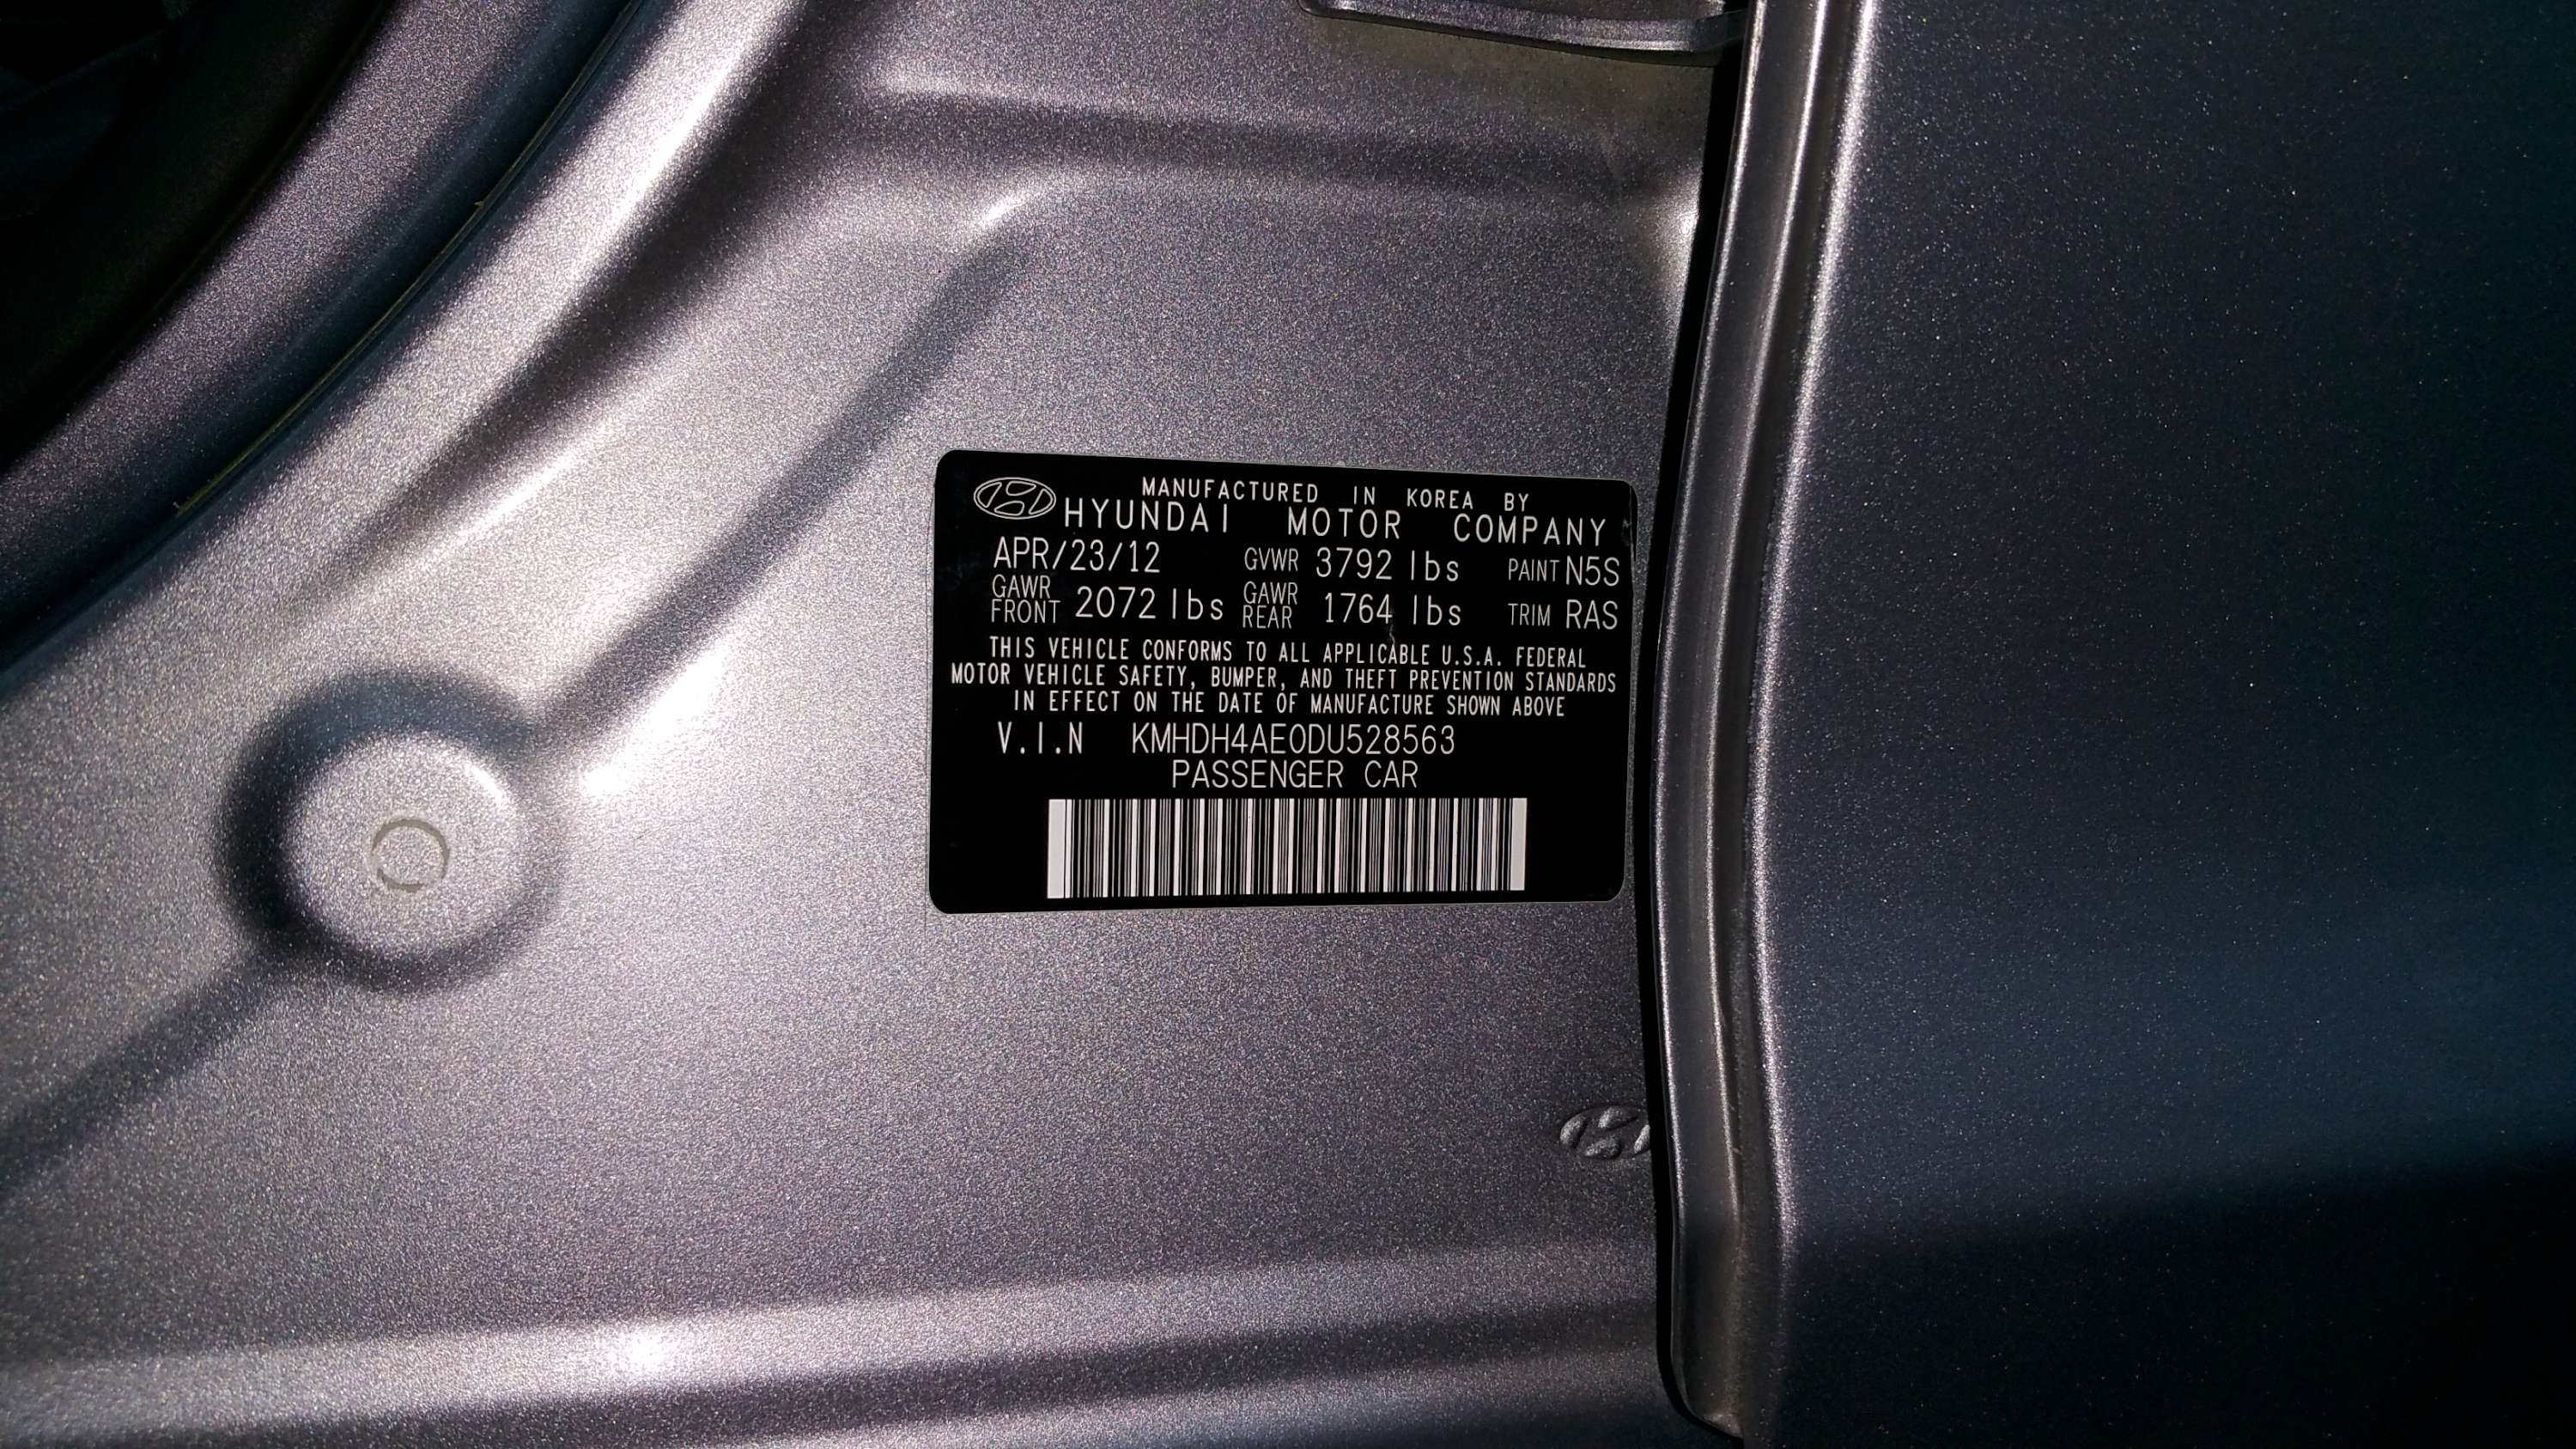 MANUFACTURED IN KOREA BY
HYUNDAI MOTOR COMPANY
APR/23/12 GVWR 3792 lbs PAINT N5S
GAWR FRONT 2072 lbs GAWR REAR 1764 lbs TRIM RAS
THIS VEHICLE CONFORMS TO ALL APPLICABLE U.S.A. FEDERAL
MOTOR VEHICLE SAFETY, BUMPER, AND THEFT PREVENTION STANDARDS
IN EFFECT ON THE DATE OF MANUFACTURE SHOWN ABOVE
V.I.N KMHDH4AE0DU528563
PASSENGER CAR